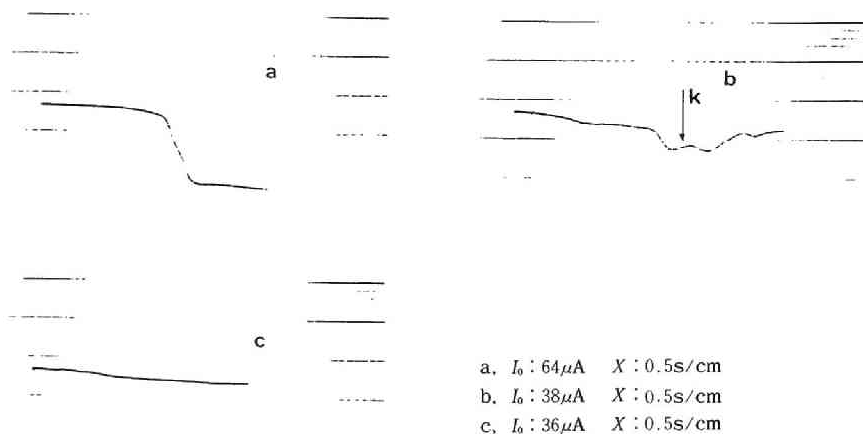 a
b
k
c
a. I₀ : 64μA X : 0.5s/cm
b. I₀ : 38μA X : 0.5s/cm
c. I₀ : 36μA X : 0.5s/cm